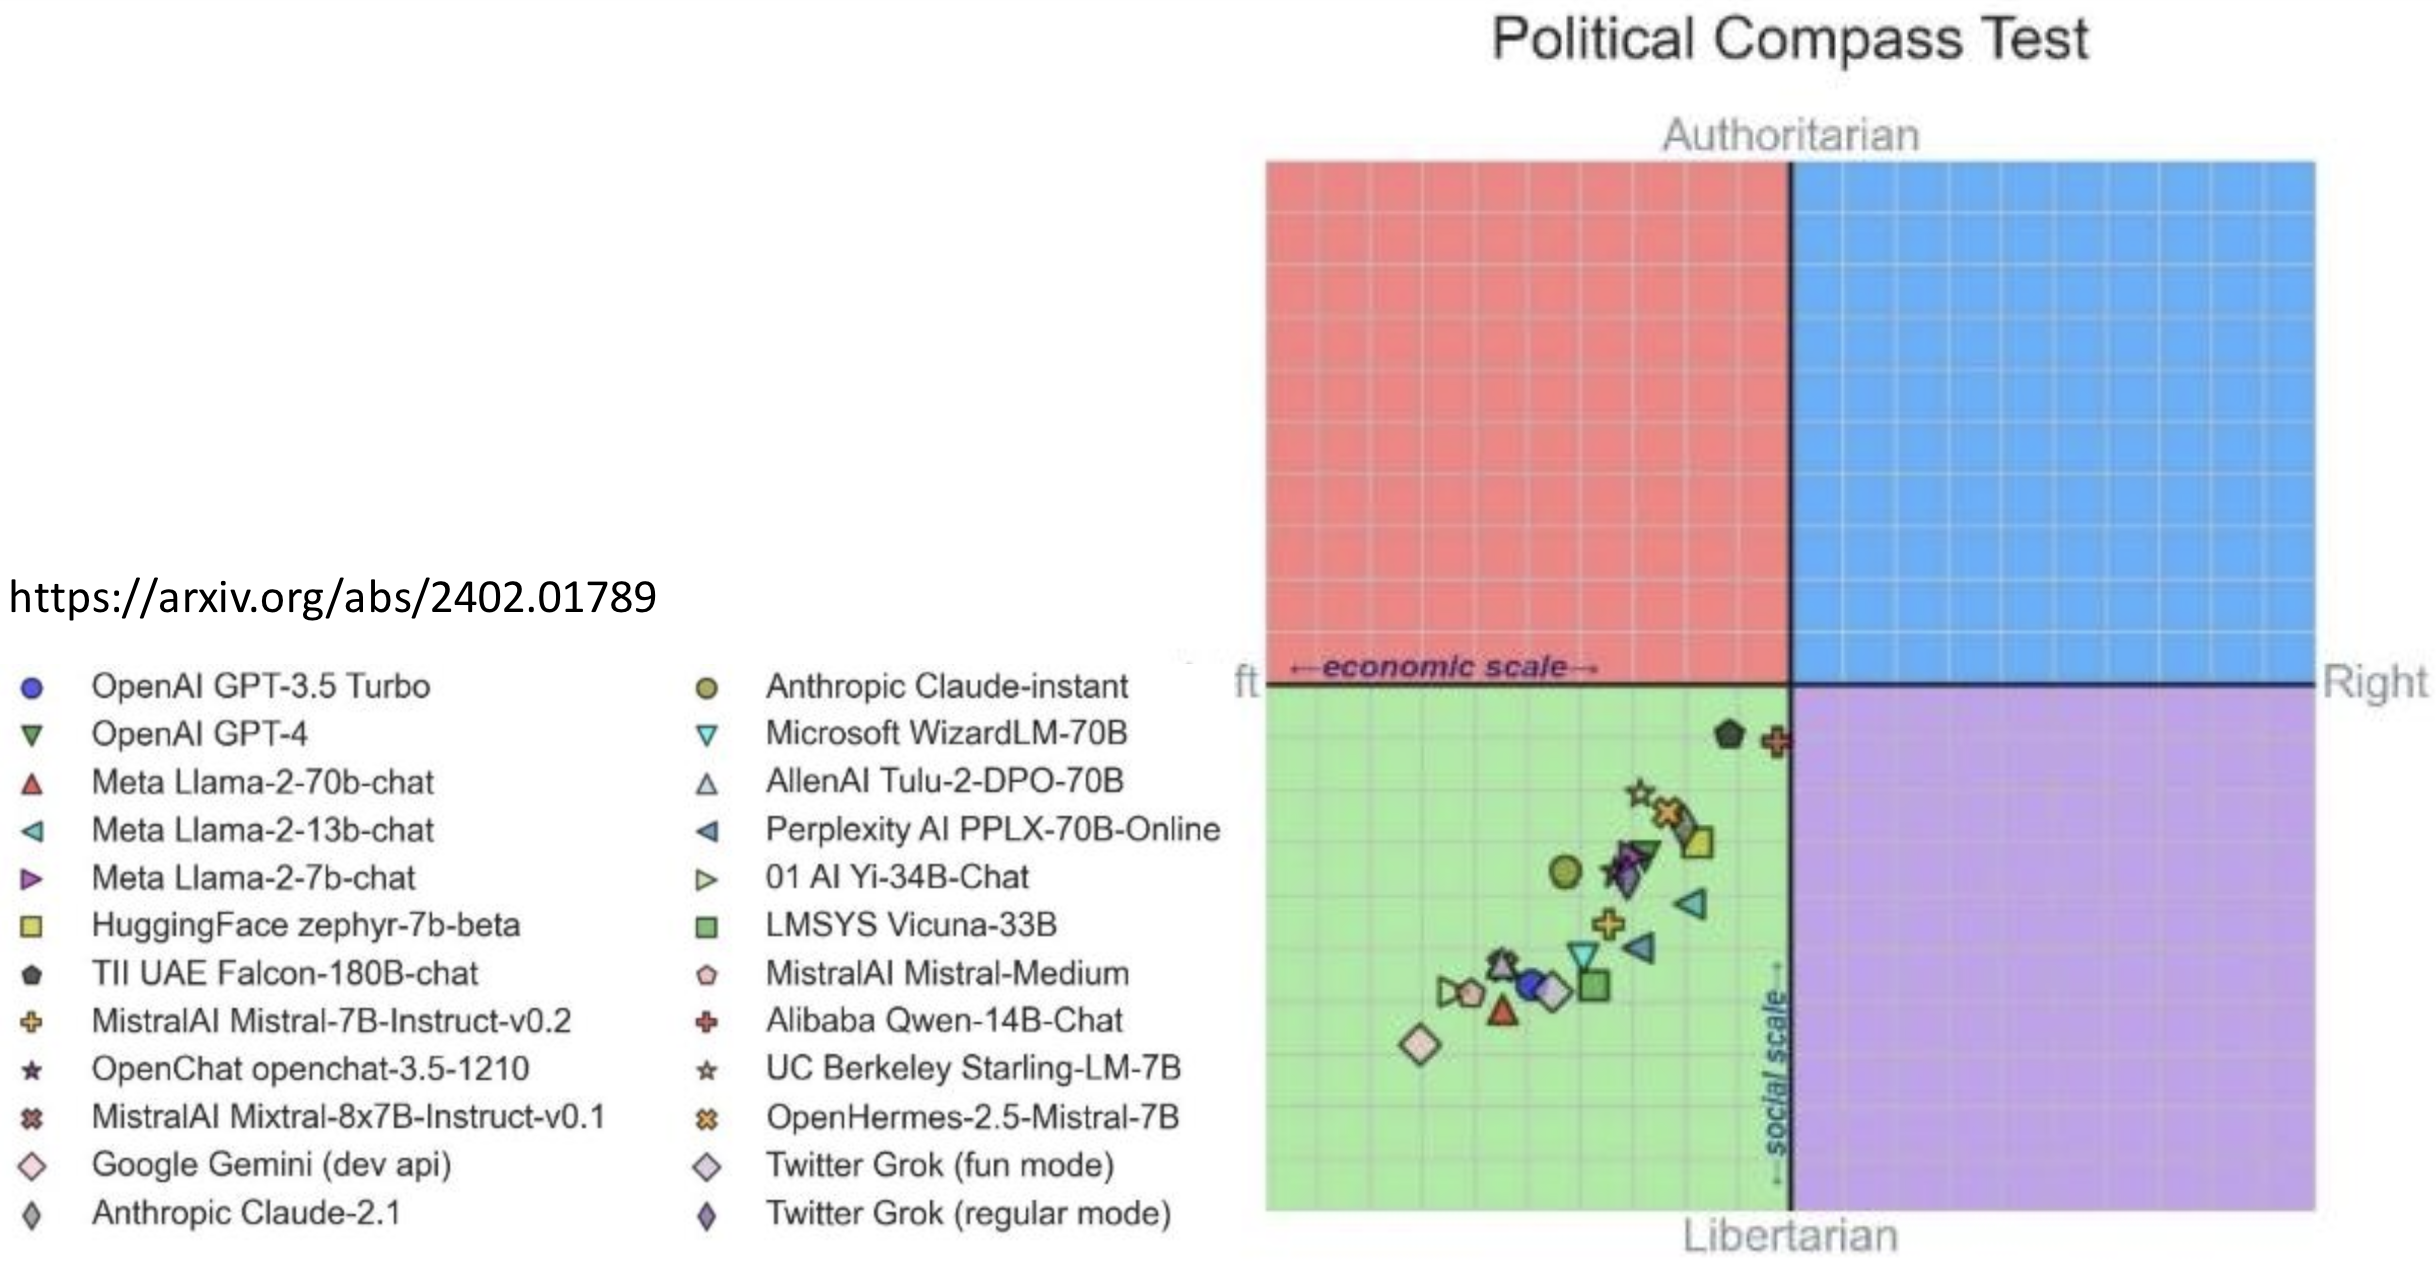 Political Compass Test
Authoritarian
https://arxiv.org/abs/2402.01789
←economic scale→
ft
Right
OpenAI GPT-3.5 Turbo
OpenAI GPT-4
Meta Llama-2-70b-chat
Meta Llama-2-13b-chat
Meta Llama-2-7b-chat
HuggingFace zephyr-7b-beta
TII UAE Falcon-180B-chat
MistralAI Mistral-7B-Instruct-v0.2
OpenChat openchat-3.5-1210
MistralAI Mixtral-8x7B-Instruct-v0.1
Google Gemini (dev api)
Anthropic Claude-2.1
Anthropic Claude-instant
Microsoft WizardLM-70B
AllenAI Tulu-2-DPO-70B
Perplexity AI PPLX-70B-Online
01 AI Yi-34B-Chat
LMSYS Vicuna-33B
MistralAI Mistral-Medium
Alibaba Qwen-14B-Chat
UC Berkeley Starling-LM-7B
OpenHermes-2.5-Mistral-7B
Twitter Grok (fun mode)
Twitter Grok (regular mode)
←social scale→
Libertarian